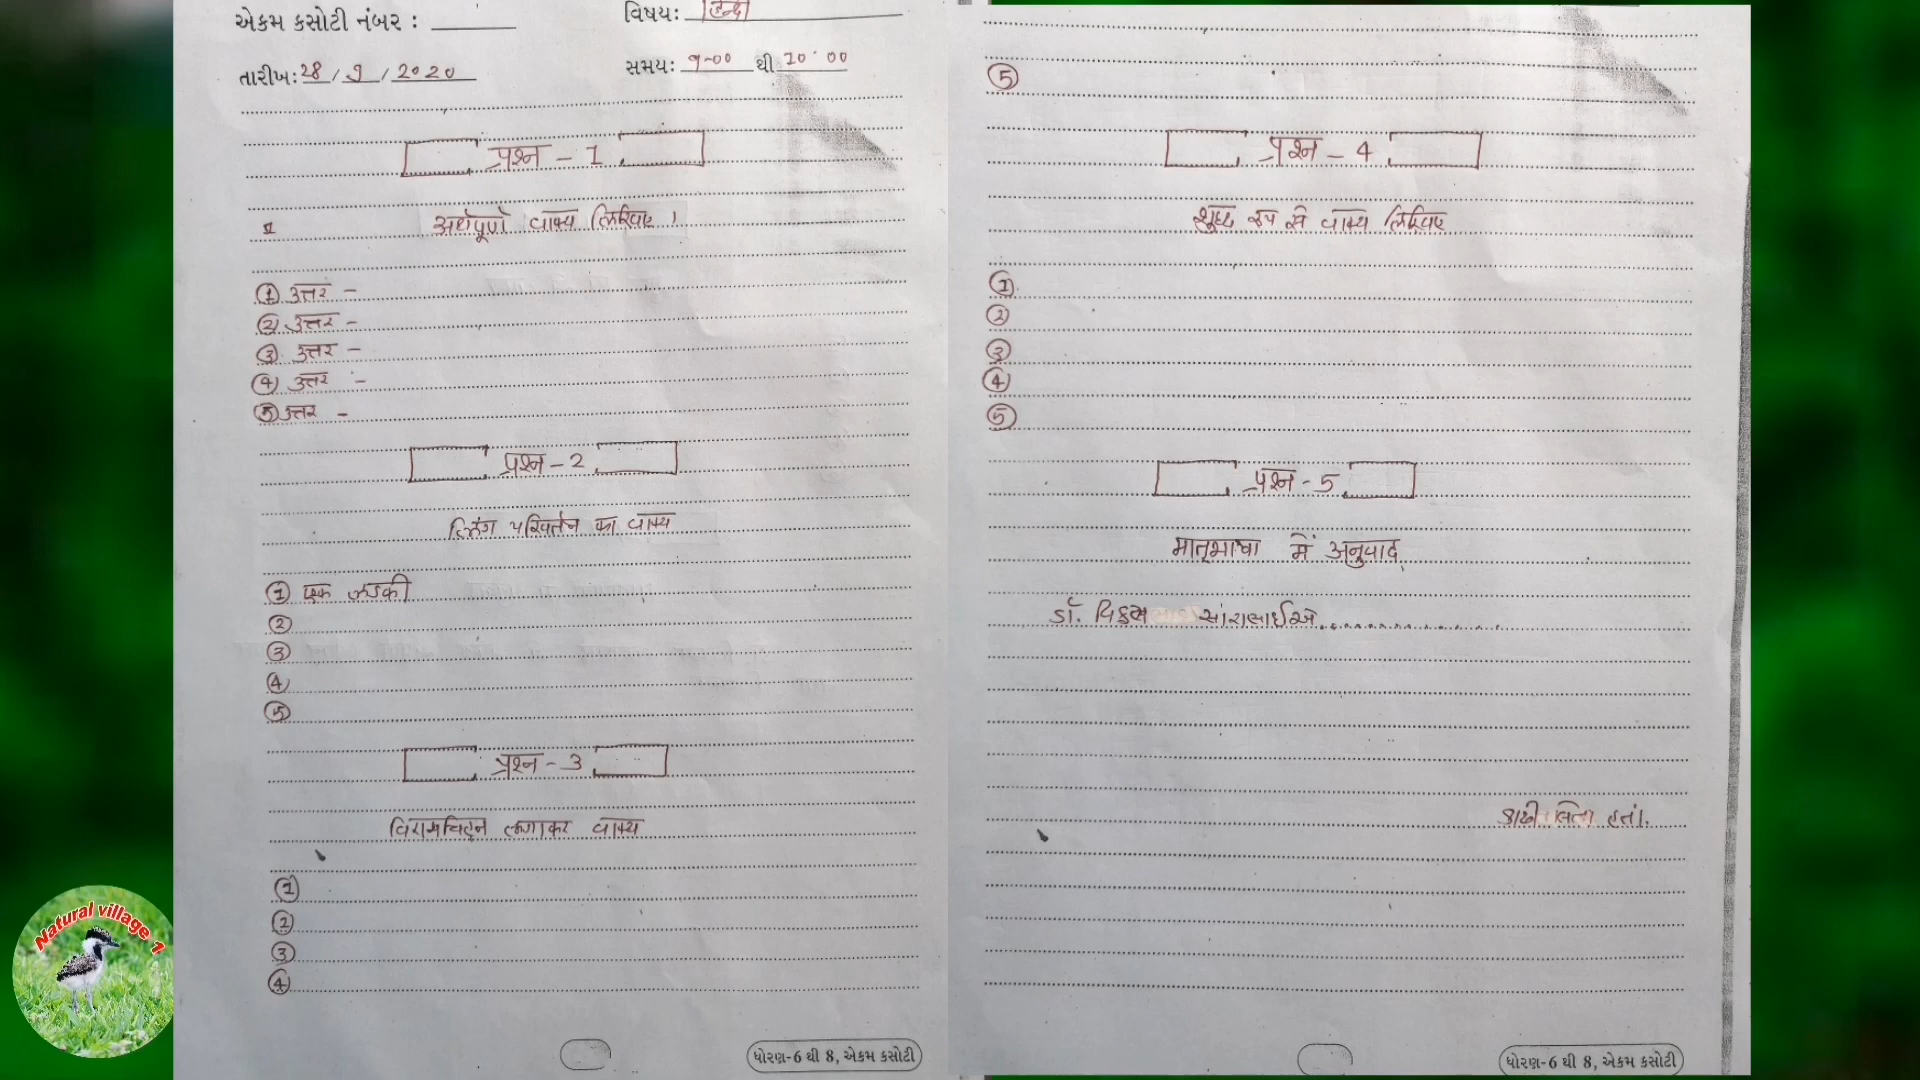 એકમ કસોટી નંબર :
વિષય: हिन्दी
તારીખ: 28 / 9 / 2020
સમય: 9-00 થી 10:00
प्रश्न - 1
अर्थपूर्ण वाक्य लिखिए ।
① उत्तर -
② उत्तर -
③ उत्तर -
④ उत्तर -
⑤ उत्तर -
प्रश्न - 2
लिंग परिवर्तन का वाक्य
① एक लडकी
②
③
④
⑤
प्रश्न - 3
विरामचिह्न लगाकर वाक्य
①
②
③
④
ધોરણ-6 થી 8, એકમ કસોટી
⑤
प्रश्न - 4
शुद्ध रूप से वाक्य लिखिए
①
②
③
④
⑤
प्रश्न - 5
मातृभाषा में अनुवाद
ડૉ. વિક્રમ સારાભાઈએ..................
હતાં.
ધોરણ-6 થી 8, એકમ કસોટી
Natural village 1